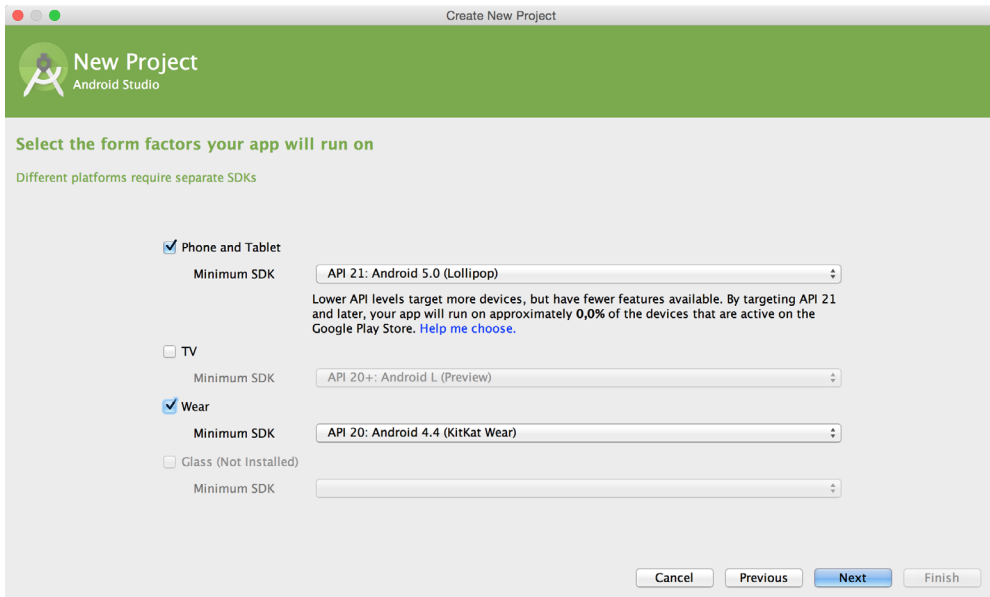 Create New Project
New Project
Android Studio
Select the form factors your app will run on
Different platforms require separate SDKs
Phone and Tablet
Minimum SDK API 21: Android 5.0 (Lollipop)
Lower API levels target more devices, but have fewer features available. By targeting API 21
and later, your app will run on approximately 0,0% of the devices that are active on the
Google Play Store. Help me choose.
TV
Minimum SDK API 20+: Android L (Preview)
Wear
Minimum SDK API 20: Android 4.4 (KitKat Wear)
Glass (Not Installed)
Minimum SDK
Cancel Previous Next Finish